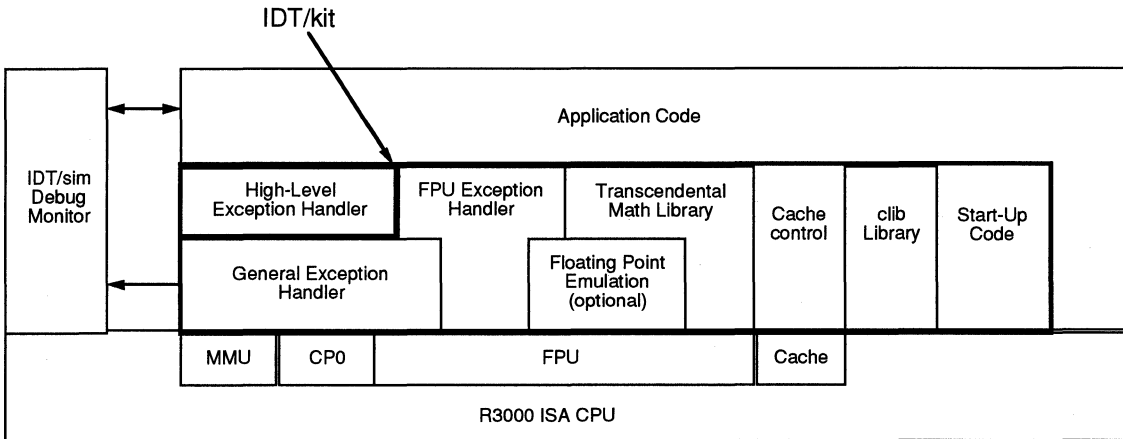 IDT/kit
Application Code
IDT/sim
Debug
Monitor
High-Level
Exception Handler
FPU Exception
Handler
Transcendental
Math Library
Cache
control
clib
Library
Start-Up
Code
General Exception
Handler
Floating Point
Emulation
(optional)
MMU
CP0
FPU
Cache
R3000 ISA CPU